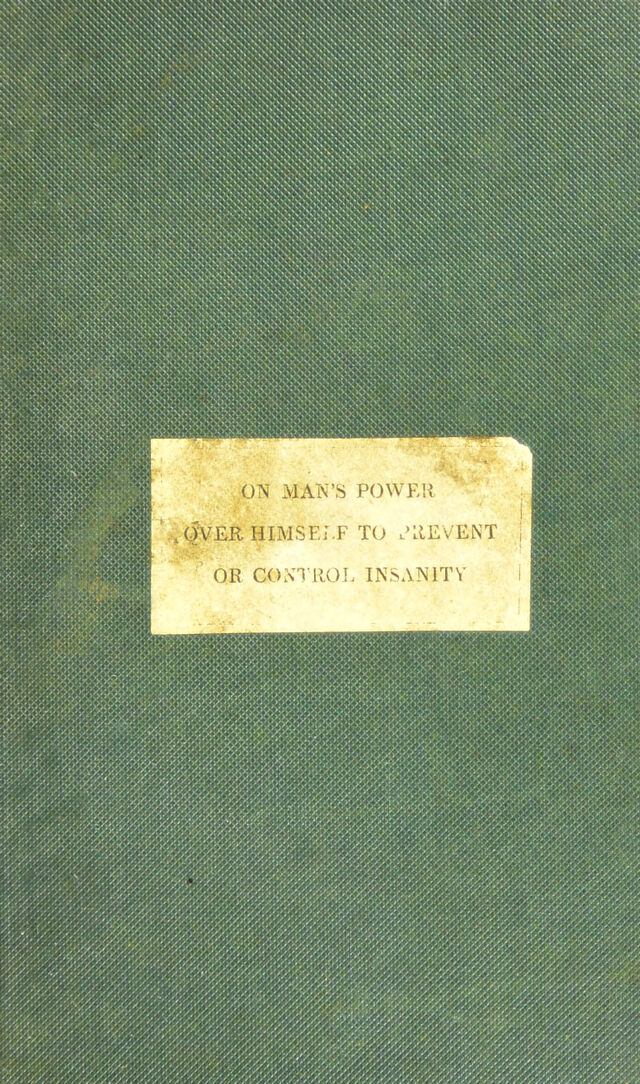 ON MAN'S POWER
OVER HIMSELF TO PREVENT
OR CONTROL INSANITY